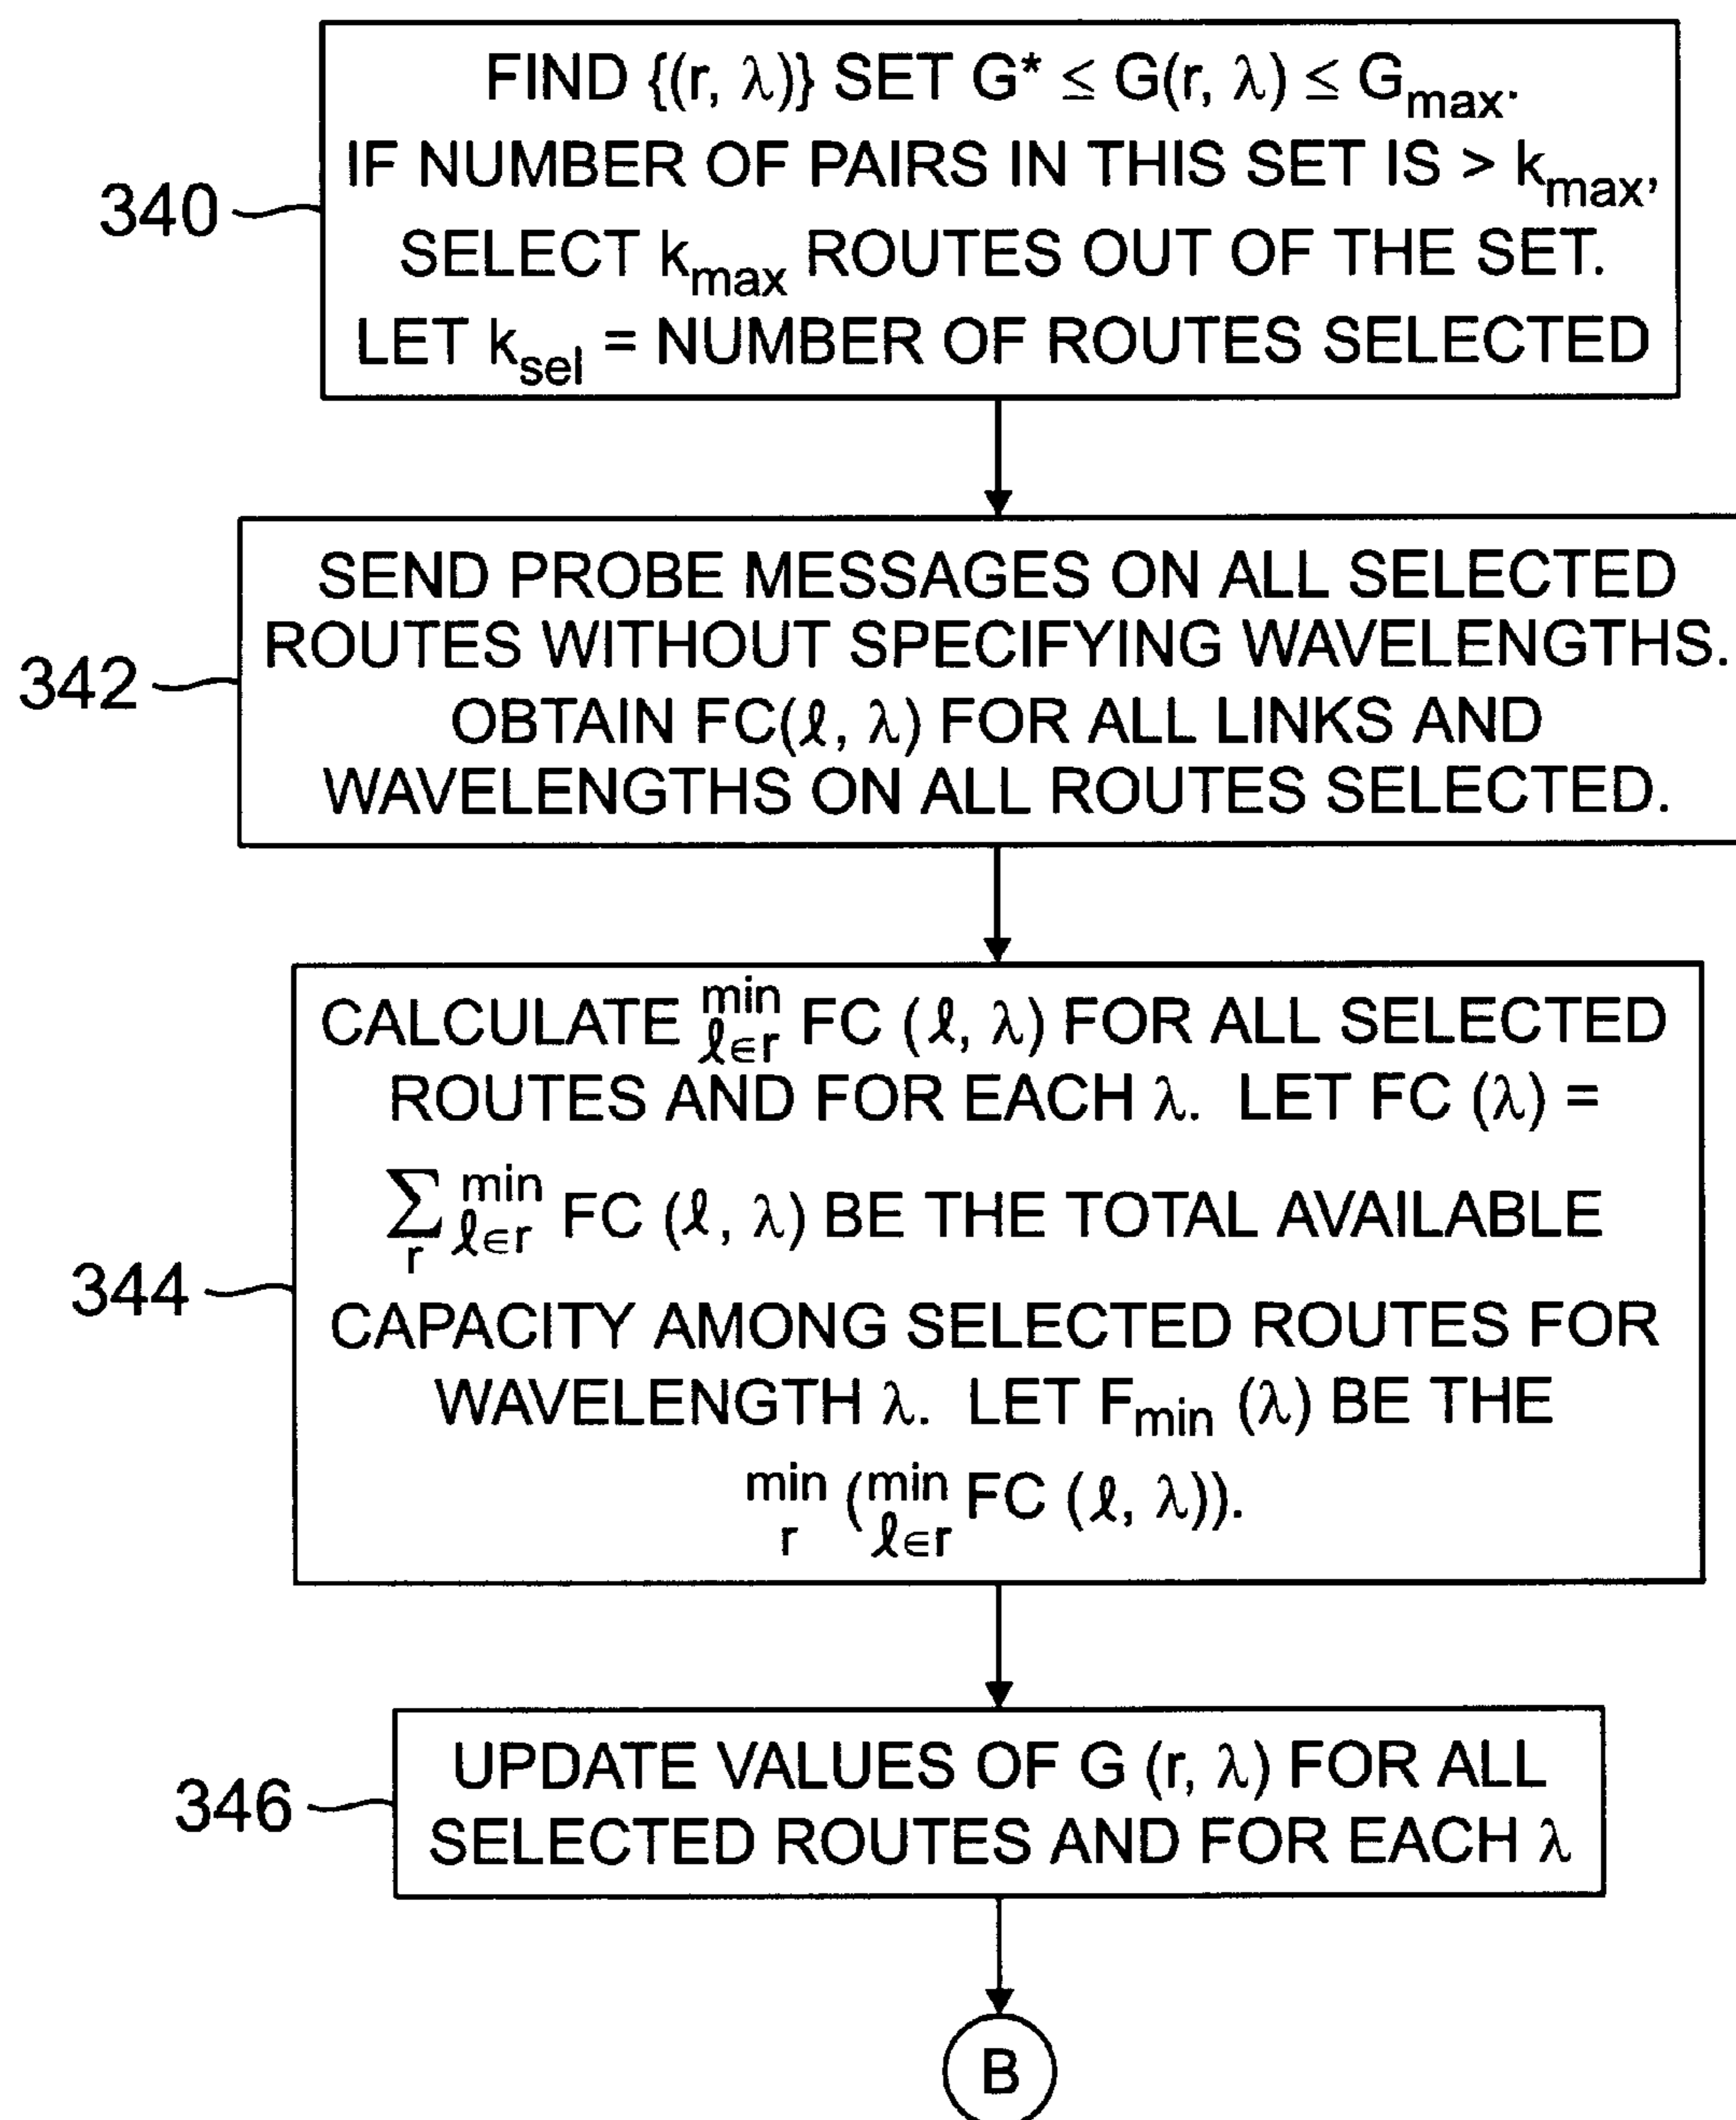 FIND {(r, λ)} SET G* ≤ G(r, λ) ≤ Gmax.
IF NUMBER OF PAIRS IN THIS SET IS > kmax,
SELECT kmax ROUTES OUT OF THE SET.
LET ksel = NUMBER OF ROUTES SELECTED
340
SEND PROBE MESSAGES ON ALL SELECTED
ROUTES WITHOUT SPECIFYING WAVELENGTHS.
OBTAIN FC(ℓ, λ) FOR ALL LINKS AND
WAVELENGTHS ON ALL ROUTES SELECTED.
342
CALCULATE min ℓ∈r FC (ℓ, λ) FOR ALL SELECTED
ROUTES AND FOR EACH λ. LET FC (λ) =
∑ r min ℓ∈r FC (ℓ, λ) BE THE TOTAL AVAILABLE
CAPACITY AMONG SELECTED ROUTES FOR
WAVELENGTH λ. LET Fmin (λ) BE THE
min r (min ℓ∈r FC (ℓ, λ)).
344
UPDATE VALUES OF G (r, λ) FOR ALL
SELECTED ROUTES AND FOR EACH λ
346
B